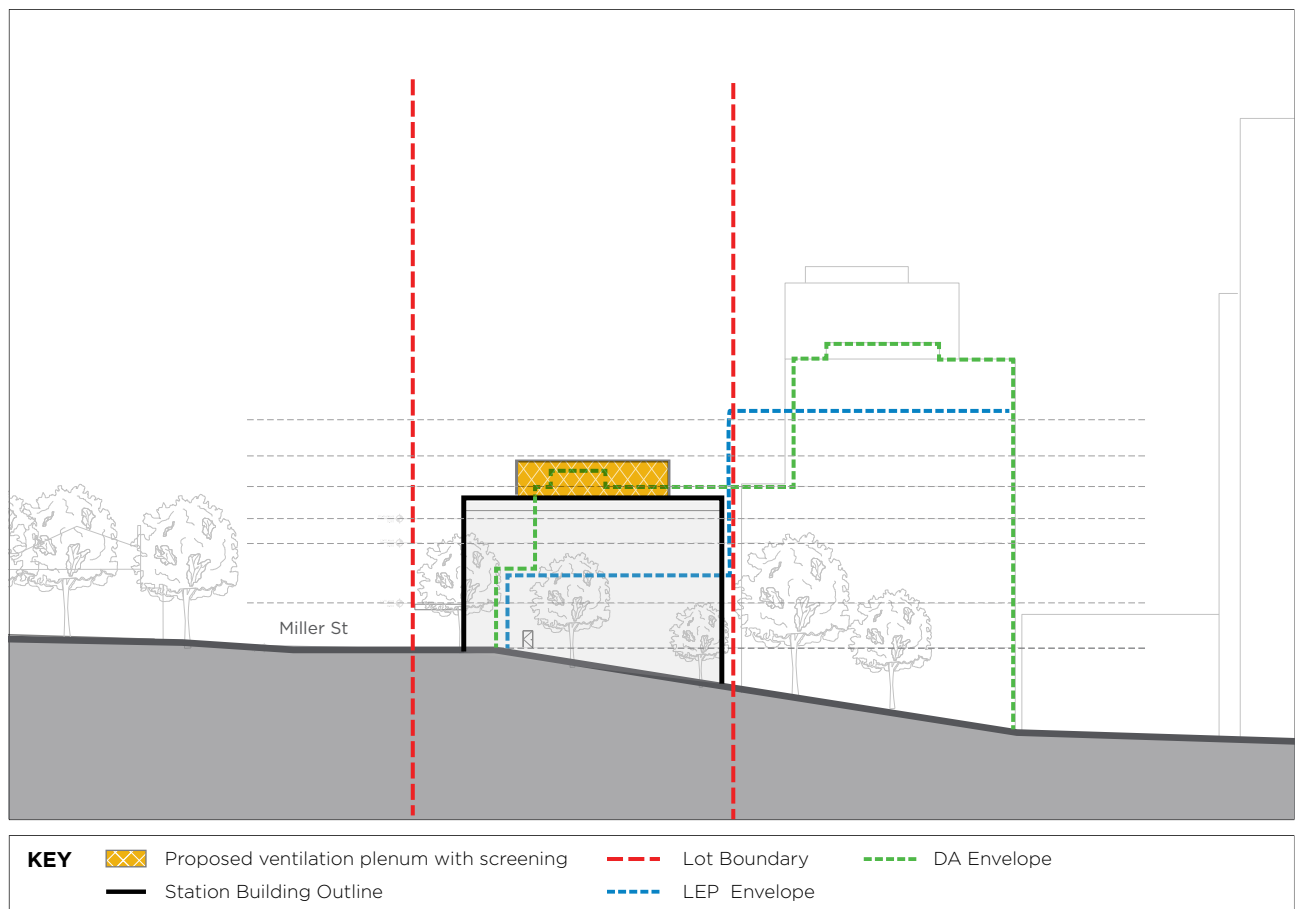 Miller St
KEY
Proposed ventilation plenum with screening
Lot Boundary
DA Envelope
Station Building Outline
LEP Envelope